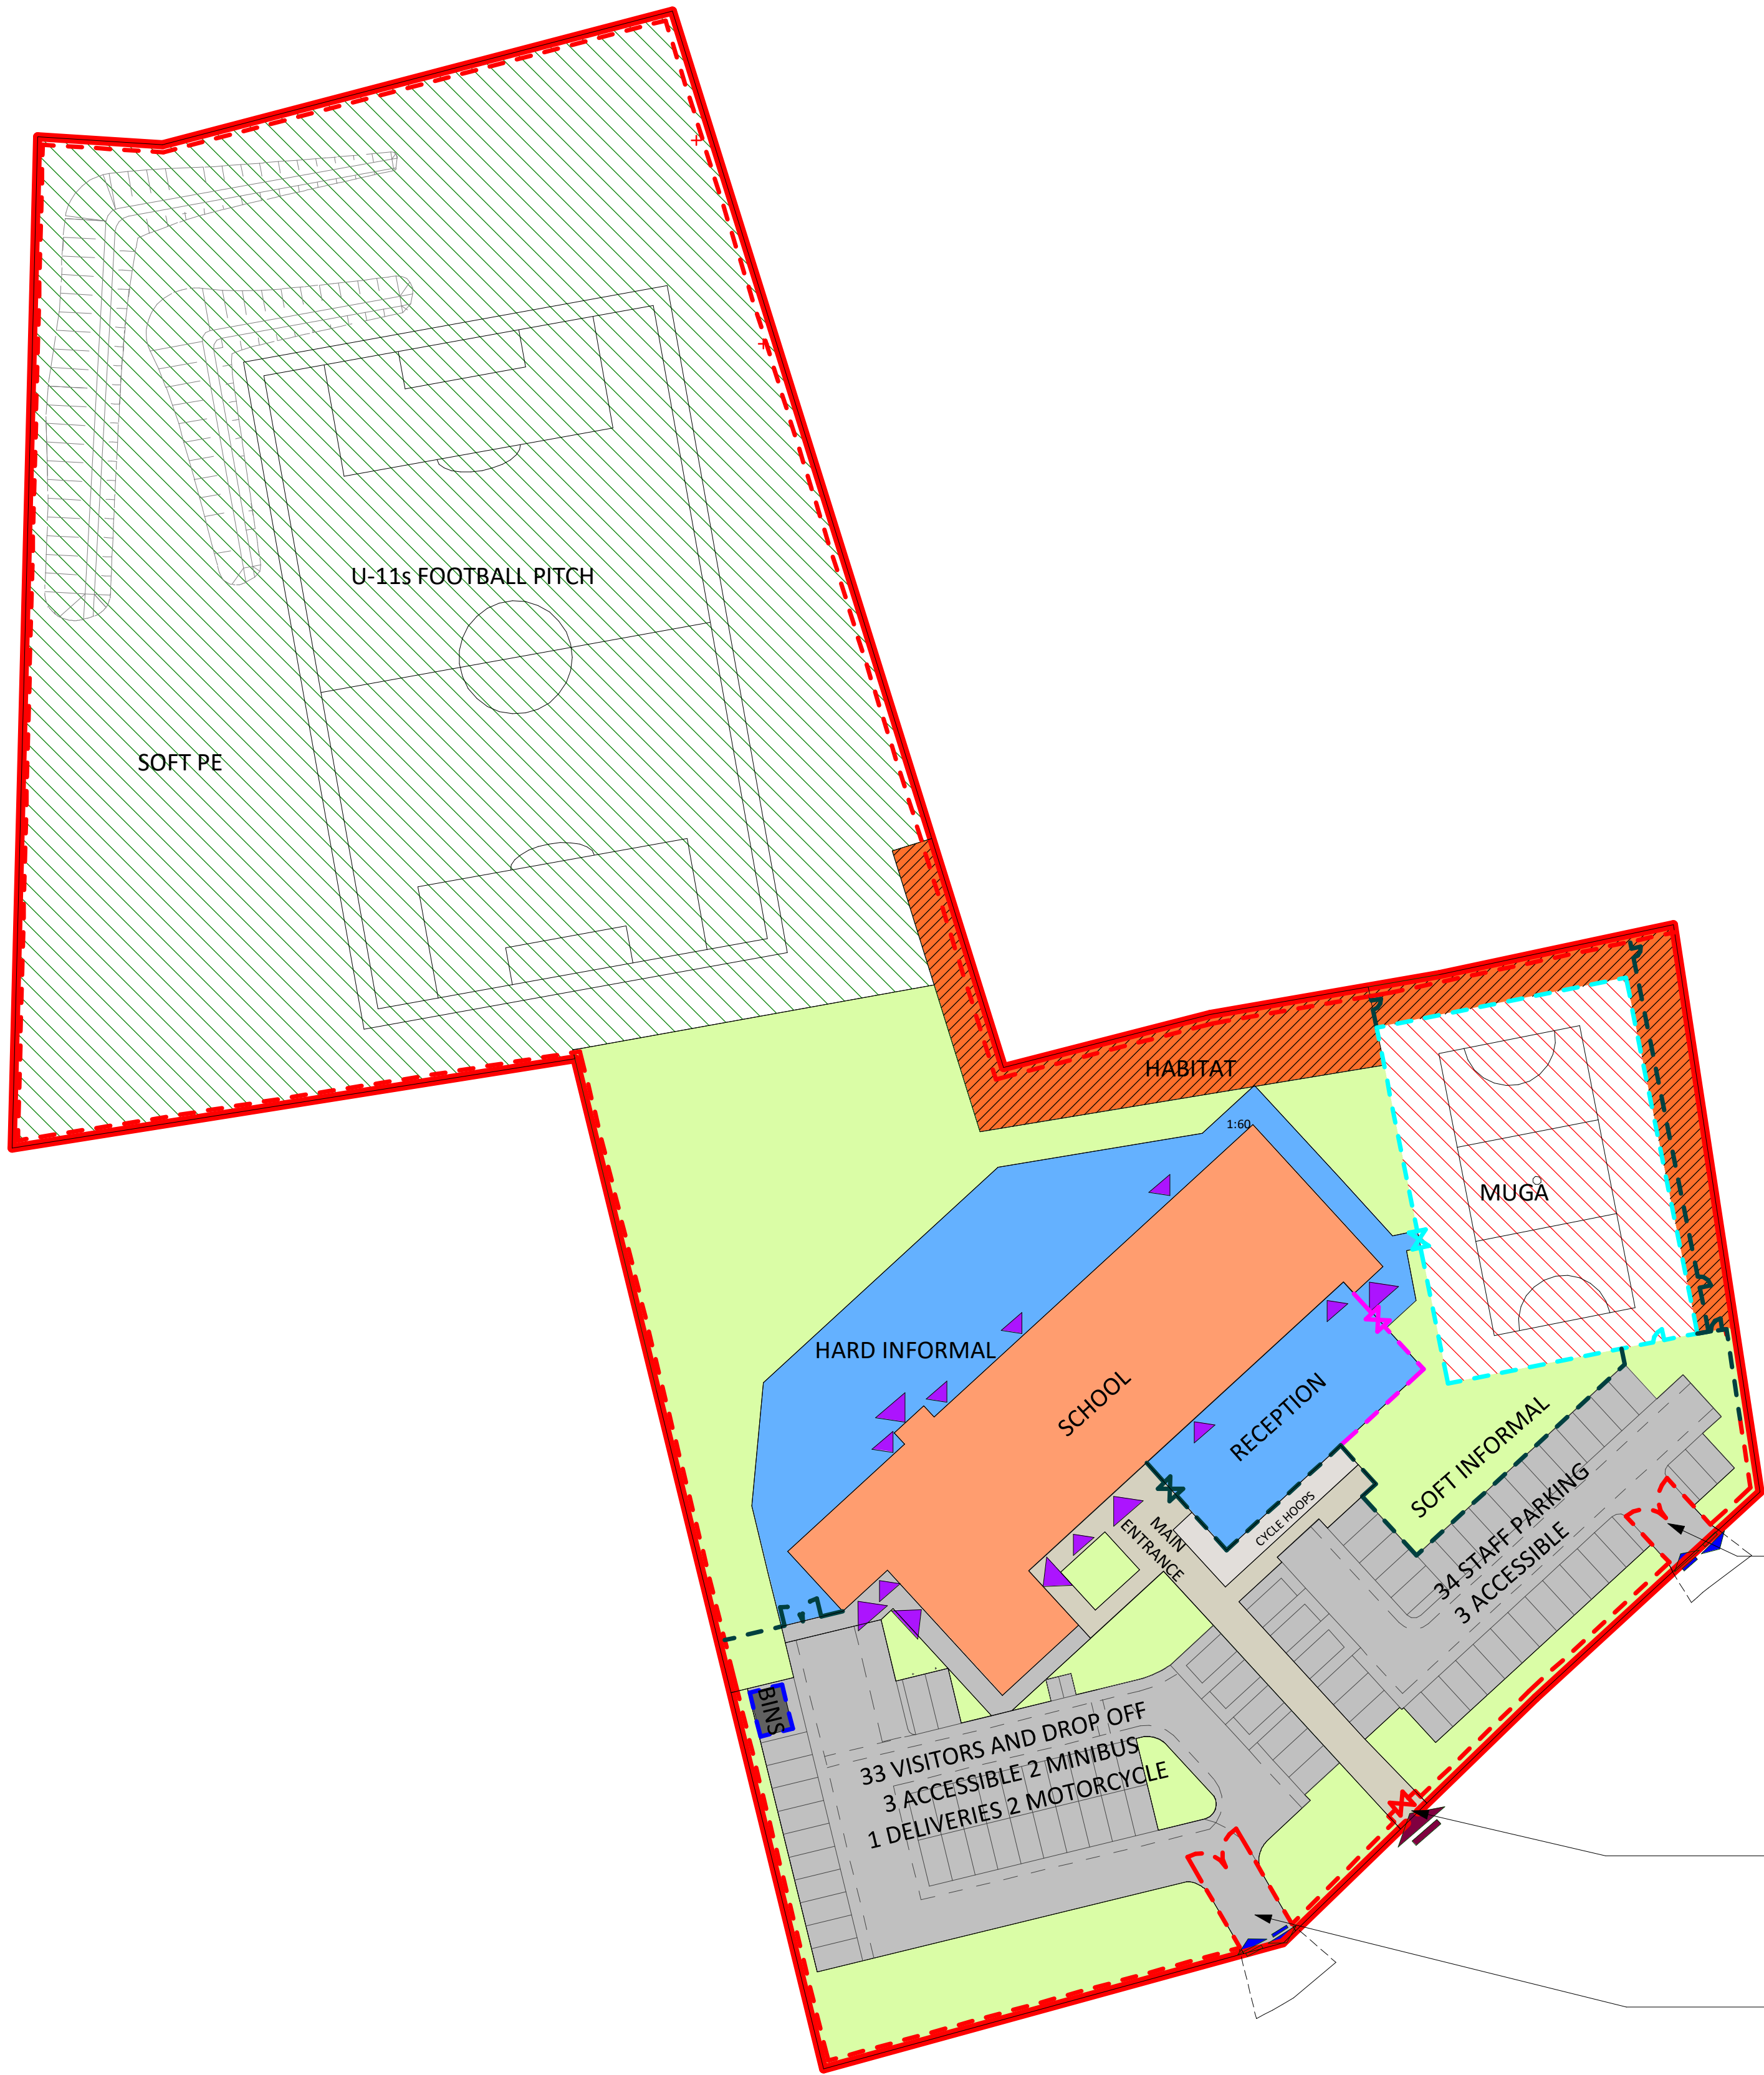 U-11s FOOTBALL PITCH
SOFT PE
HABITAT
1:60
MUGA
HARD INFORMAL
SCHOOL
RECEPTION
SOFT INFORMAL
CYCLE HOOPS
MAIN
ENTRANCE
34 STAFF PARKING
3 ACCESSIBLE
BINS
33 VISITORS AND DROP OFF
3 ACCESSIBLE 2 MINIBUS
1 DELIVERIES 2 MOTORCYCLE